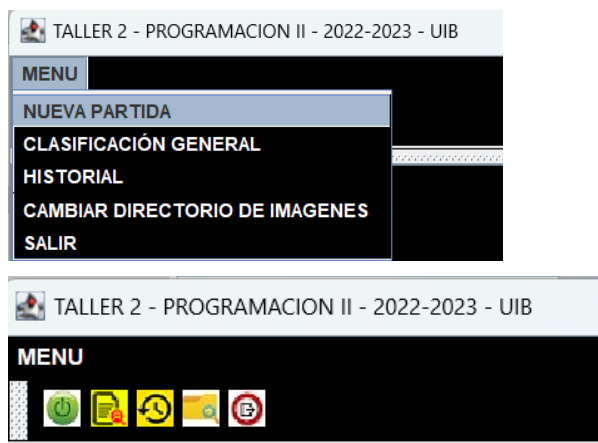 TALLER 2 - PROGRAMACION II - 2022-2023 - UIB
MENU
NUEVA PARTIDA
CLASIFICACIÓN GENERAL
HISTORIAL
CAMBIAR DIRECTORIO DE IMAGENES
SALIR
TALLER 2 - PROGRAMACION II - 2022-2023 - UIB
MENU